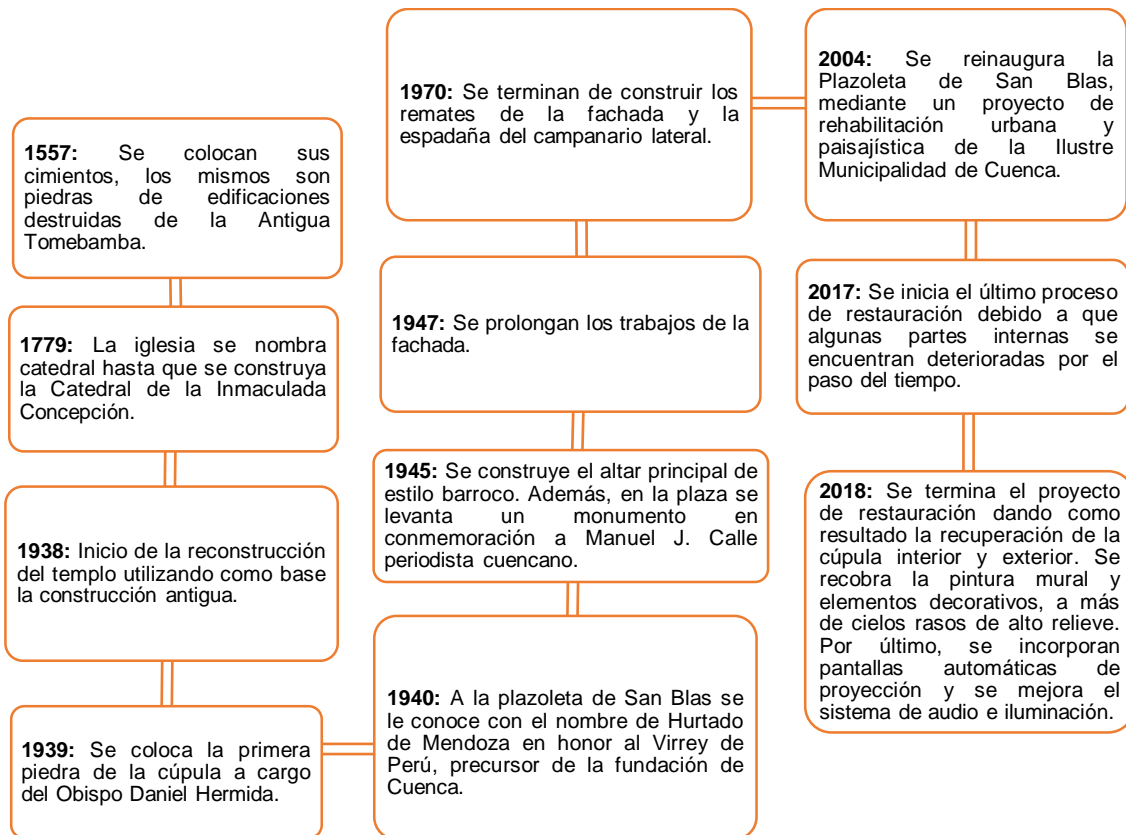 1557: Se colocan sus
cimientos, los mismos son
piedras de edificaciones
destruidas de la Antigua
Tomebamba.
1779: La iglesia se nombra
catedral hasta que se construya
la Catedral de la Inmaculada
Concepción.
1938: Inicio de la reconstrucción
del templo utilizando como base
la construcción antigua.
1939: Se coloca la primera
piedra de la cúpula a cargo
del Obispo Daniel Hermida.
1940: A la plazoleta de San Blas se
le conoce con el nombre de Hurtado
de Mendoza en honor al Virrey de
Perú, precursor de la fundación de
Cuenca.
1945: Se construye el altar principal de
estilo barroco. Además, en la plaza se
levanta un monumento en
conmemoración a Manuel J. Calle
periodista cuencano.
1947: Se prolongan los trabajos de la
fachada.
1970: Se terminan de construir los
remates de la fachada y la
espadaña del campanario lateral.
2004: Se reinaugura la
Plazoleta de San Blas,
mediante un proyecto de
rehabilitación urbana y
paisajística de la Ilustre
Municipalidad de Cuenca.
2017: Se inicia el último proceso
de restauración debido a que
algunas partes internas se
encuentran deterioradas por el
paso del tiempo.
2018: Se termina el proyecto
de restauración dando como
resultado la recuperación de la
cúpula interior y exterior. Se
recobra la pintura mural y
elementos decorativos, a más
de cielos rasos de alto relieve.
Por último, se incorporan
pantallas automáticas de
proyección y se mejora el
sistema de audio e iluminación.